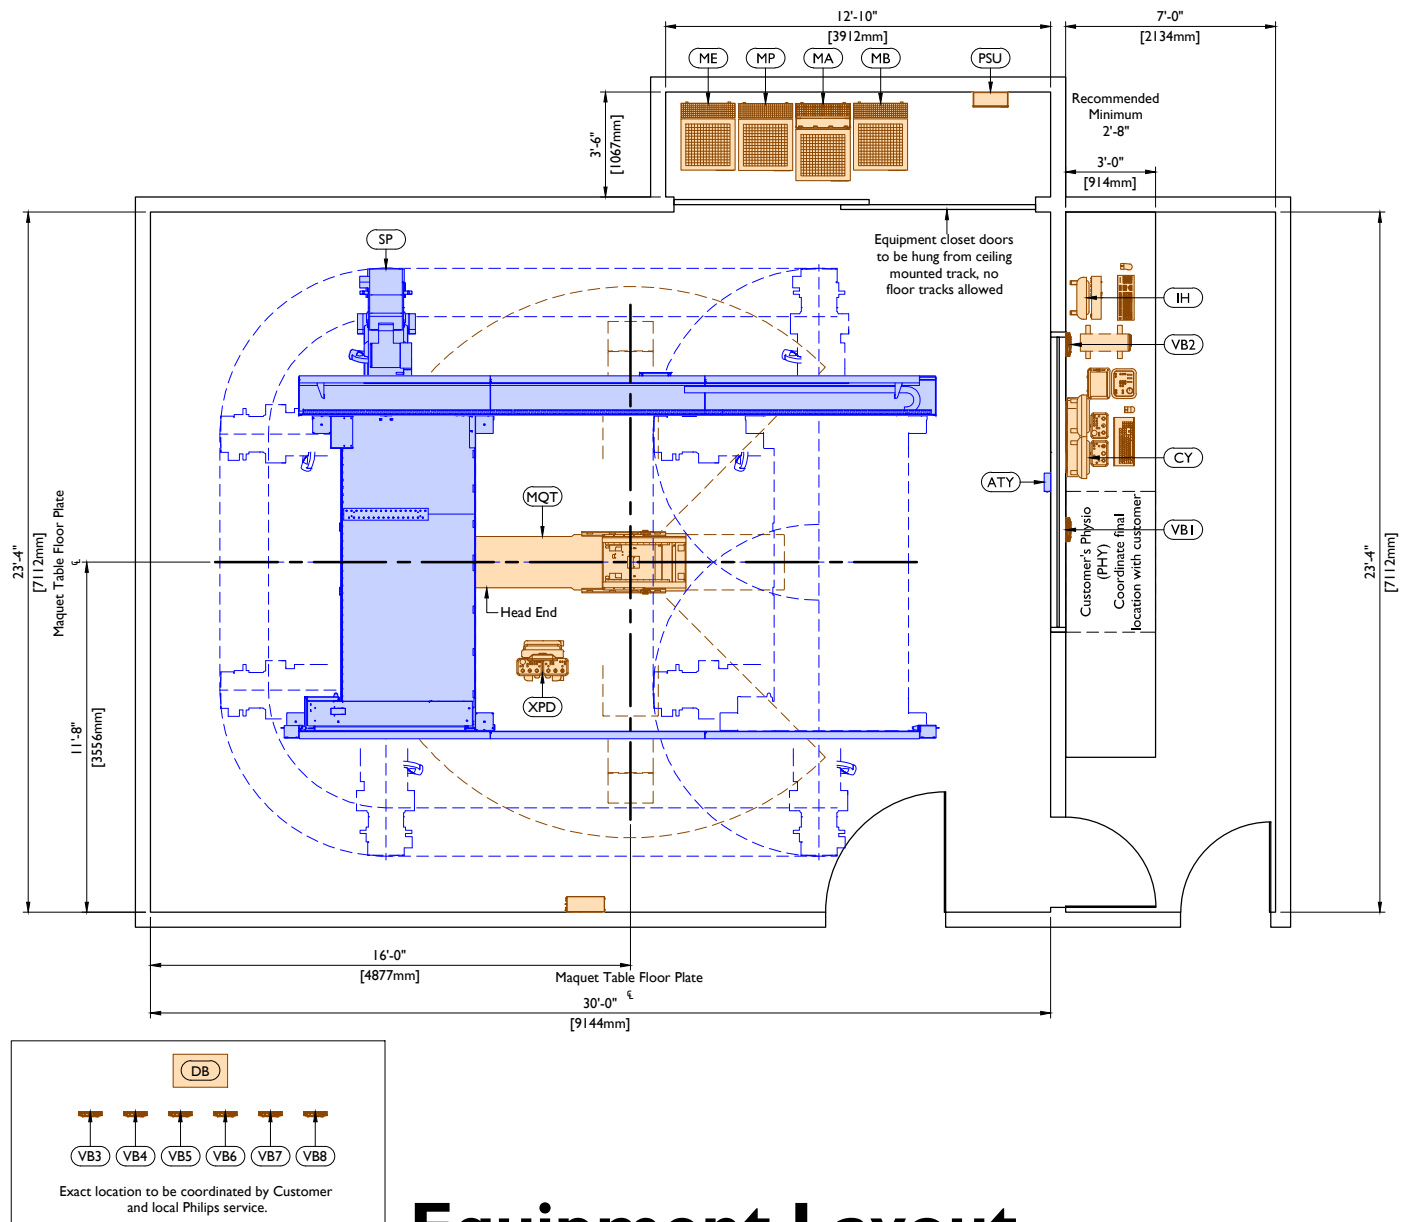 12'-10"
[3912mm]
7'-0"
[2134mm]
ME
MP
MA
MB
PSU
Recommended
Minimum
2'-8"
3'-6"
[1067mm]
3'-0"
[914mm]
SP
Equipment closet doors
to be hung from ceiling
mounted track, no
floor tracks allowed
IH
VB2
CY
ATY
VB1
MQT
Head End
XPD
Customer's Physio
(PHY)
Coordinate final
location with customer
23'-4"
[7112mm]
Maquet Table Floor Plate
℄
11'-8"
[3556mm]
23'-4"
[7112mm]
16'-0"
[4877mm]
Maquet Table Floor Plate
℄
30'-0"
[9144mm]
DB
VB3
VB4
VB5
VB6
VB7
VB8
Exact location to be coordinated by Customer
and local Philips service.
Equipment Layout